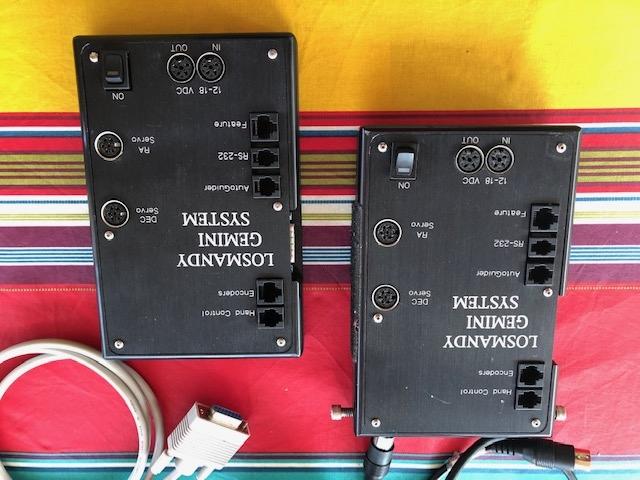 Hand Control
Encoders
LOSMANDY
GEMINI
SYSTEM
DEC
Servo
AutoGuider
RS-232
Feature
RA
Servo
12-18 VDC
IN
OUT
ON
Hand Control
Encoders
LOSMANDY
GEMINI
SYSTEM
DEC
Servo
AutoGuider
RS-232
Feature
RA
Servo
12-18 VDC
IN
OUT
ON